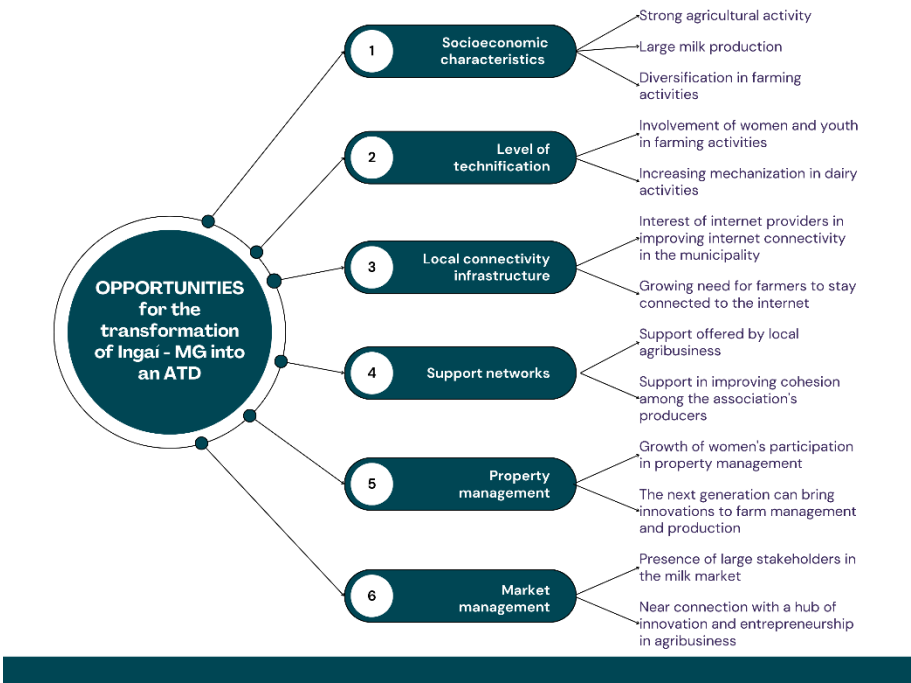 OPPORTUNITIES
for the
transformation
of Ingaí - MG into
an ATD
1
Socioeconomic
characteristics
Strong agricultural activity
Large milk production
Diversification in farming
activities
2
Level of
technification
Involvement of women and youth
in farming activities
Increasing mechanization in dairy
activities
3
Local connectivity
infrastructure
Interest of internet providers in
improving internet connectivity
in the municipality
Growing need for farmers to stay
connected to the internet
4
Support networks
Support offered by local
agribusiness
Support in improving cohesion
among the association's
producers
5
Property
management
Growth of women's participation
in property management
The next generation can bring
innovations to farm management
and production
6
Market
management
Presence of large stakeholders in
the milk market
Near connection with a hub of
innovation and entrepreneurship
in agribusiness